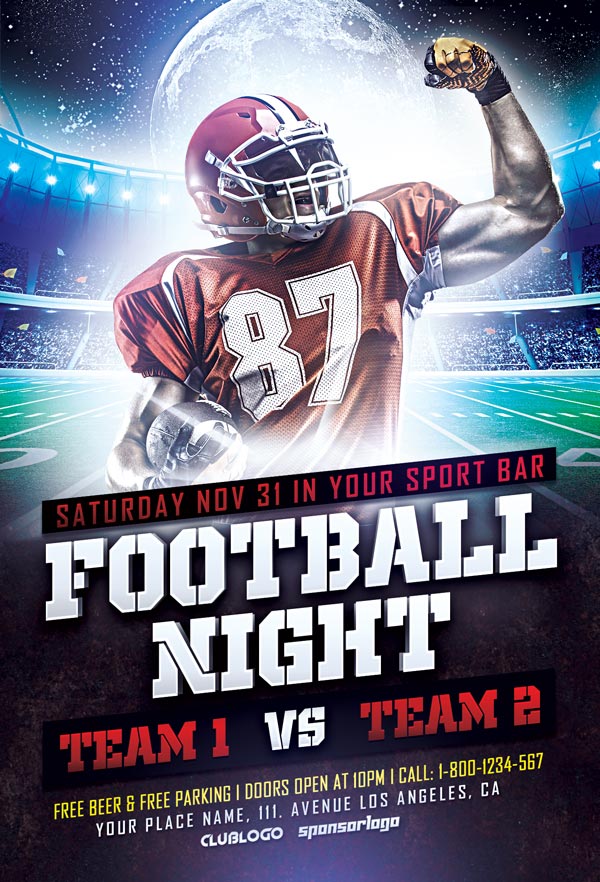 87
SATURDAY NOV 31 IN YOUR SPORT BAR
FOOTBALL
NIGHT
TEAM 1 VS TEAM 2
FREE BEER & FREE PARKING | DOORS OPEN AT 10PM | CALL: 1-800-1234-567
YOUR PLACE NAME, 111. AVENUE LOS ANGELES, CA
CLUBLOGO sponsorlogo